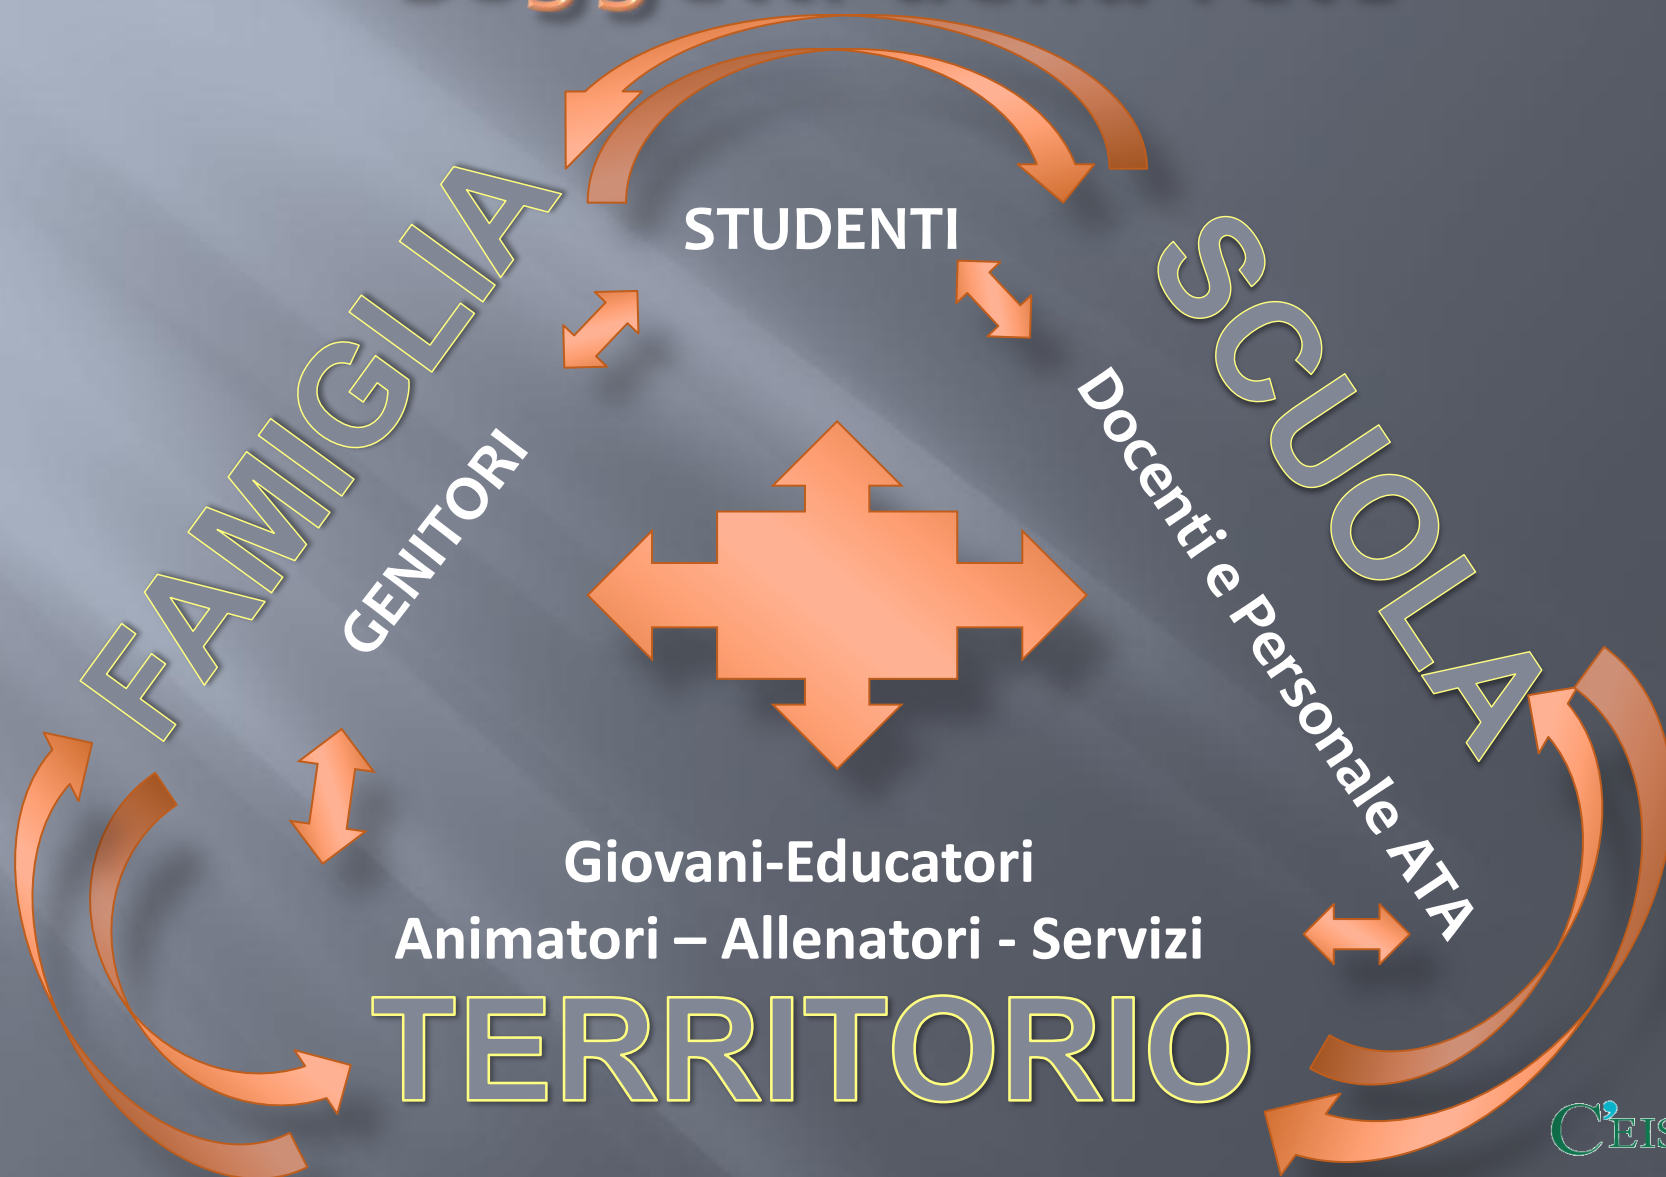 STUDENTI
FAMIGLIA
SCUOLA
GENITORI
Docenti e Personale ATA
Giovani-Educatori
Animatori – Allenatori - Servizi
TERRITORIO